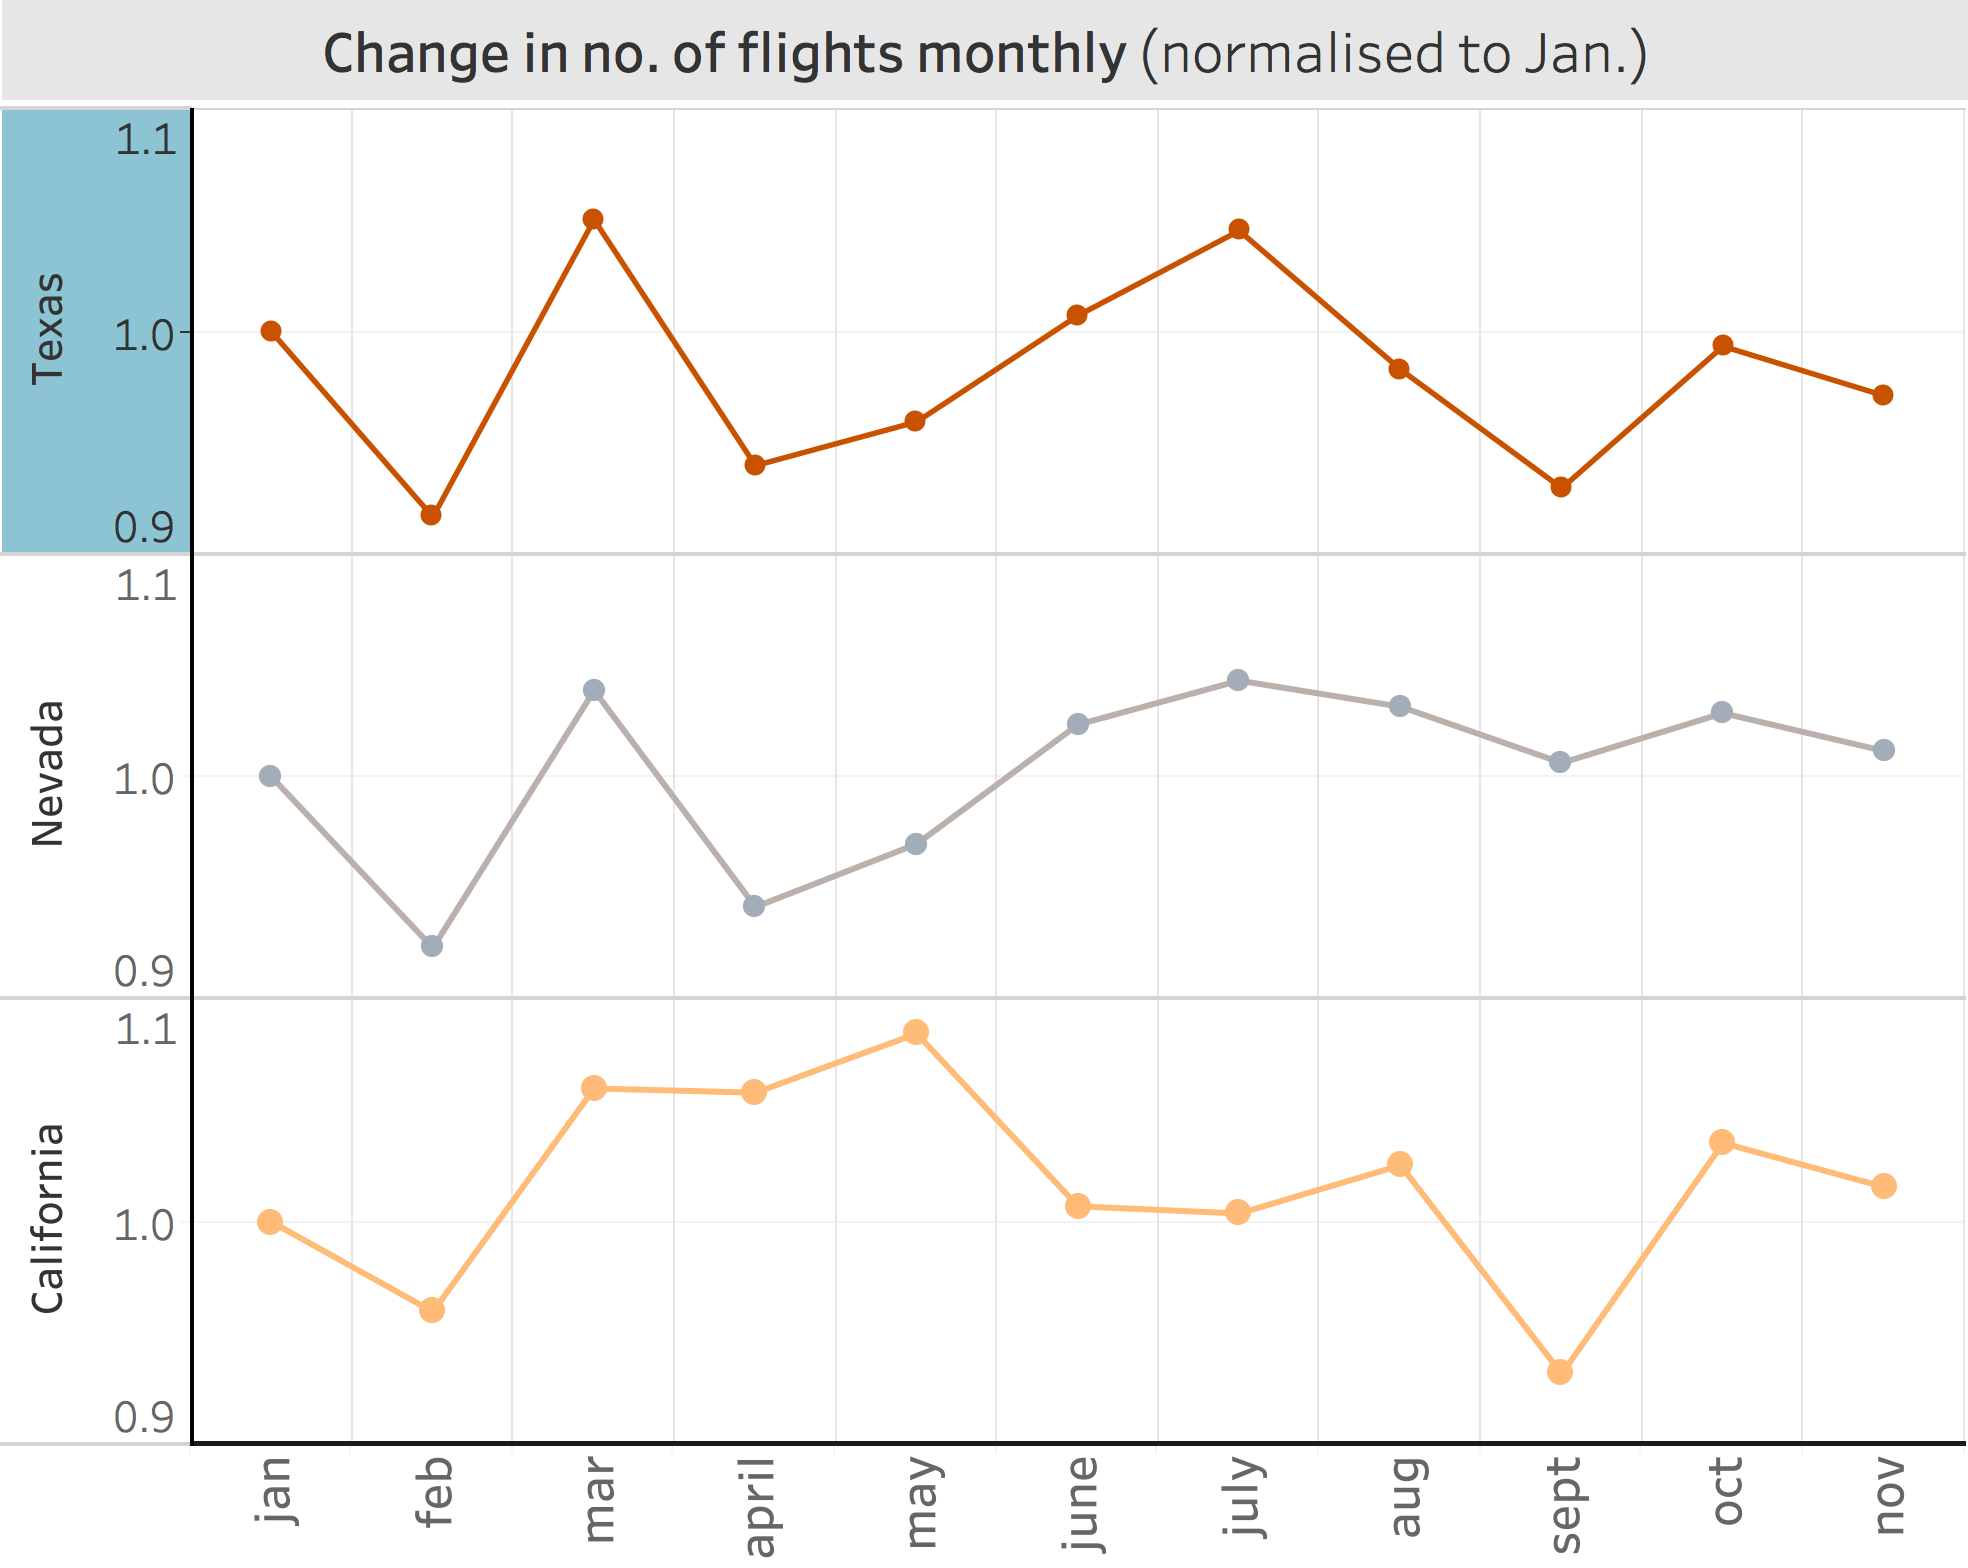 Change in no. of flights monthly (normalised to Jan.)
Texas
1.1
1.0
0.9
Nevada
1.1
1.0
0.9
California
1.1
1.0
0.9
jan feb mar april may june july aug sept oct nov